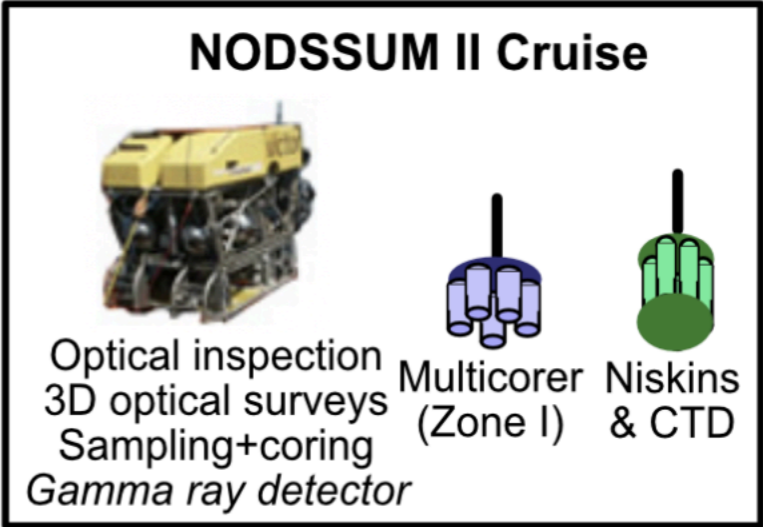 NODSSUM II Cruise
Optical inspection
3D optical surveys
Sampling+coring
Gamma ray detector
Multicorer
(Zone I)
Niskins
& CTD